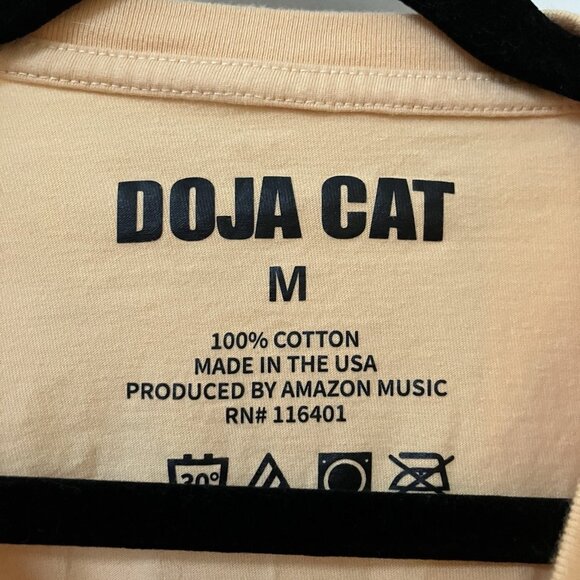 DOJA CAT
M
100% COTTON
MADE IN THE USA
PRODUCED BY AMAZON MUSIC
RN# 116401
30°